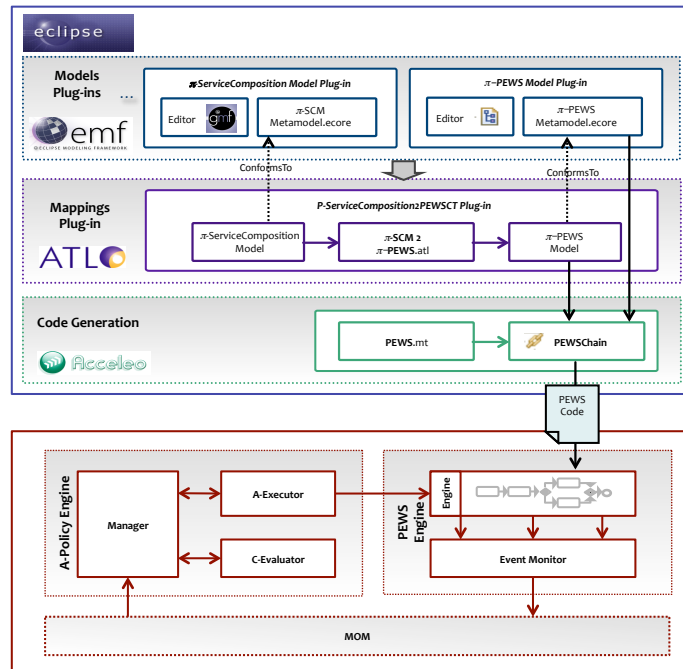 eclipse
Models
Plug-ins ...
emf
ECLIPSE MODELING FRAMEWORK
π-ServiceComposition Model Plug-in
Editor
gmf
π-SCM
Metamodel.ecore
π–PEWS Model Plug-in
Editor
π–PEWS
Metamodel.ecore
ConformsTo
ConformsTo
Mappings
Plug-in
ATL
P-ServiceComposition2PEWSCT Plug-in
π-ServiceComposition
Model
π-SCM 2
π–PEWS.atl
π–PEWS
Model
Code Generation
Acceleo
PEWS.mt
PEWSChain
PEWS
Code
A-Policy Engine
Manager
A-Executor
C-Evaluator
PEWS
Engine
Engine
Event Monitor
MOM